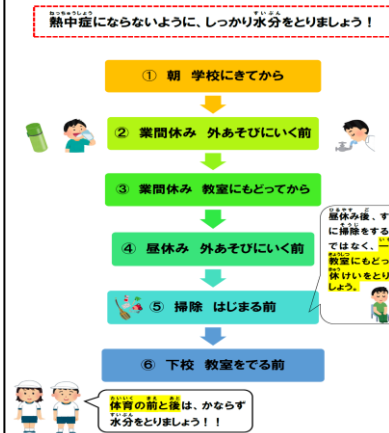 熱中症にならないように、しっかり水分をとりましょう！
① 朝 学校にきてから
② 業間休み 外あそびにいく前
③ 業間休み 教室にもどってから
④ 昼休み 外あそびにいく前
昼休み後、す
に掃除をする
ではなく、一
教室にもどっ
休けいをとり
しょう。
⑤ 掃除 はじまる前
⑥ 下校 教室をでる前
体育の前と後は、かならず
水分をとりましょう！！